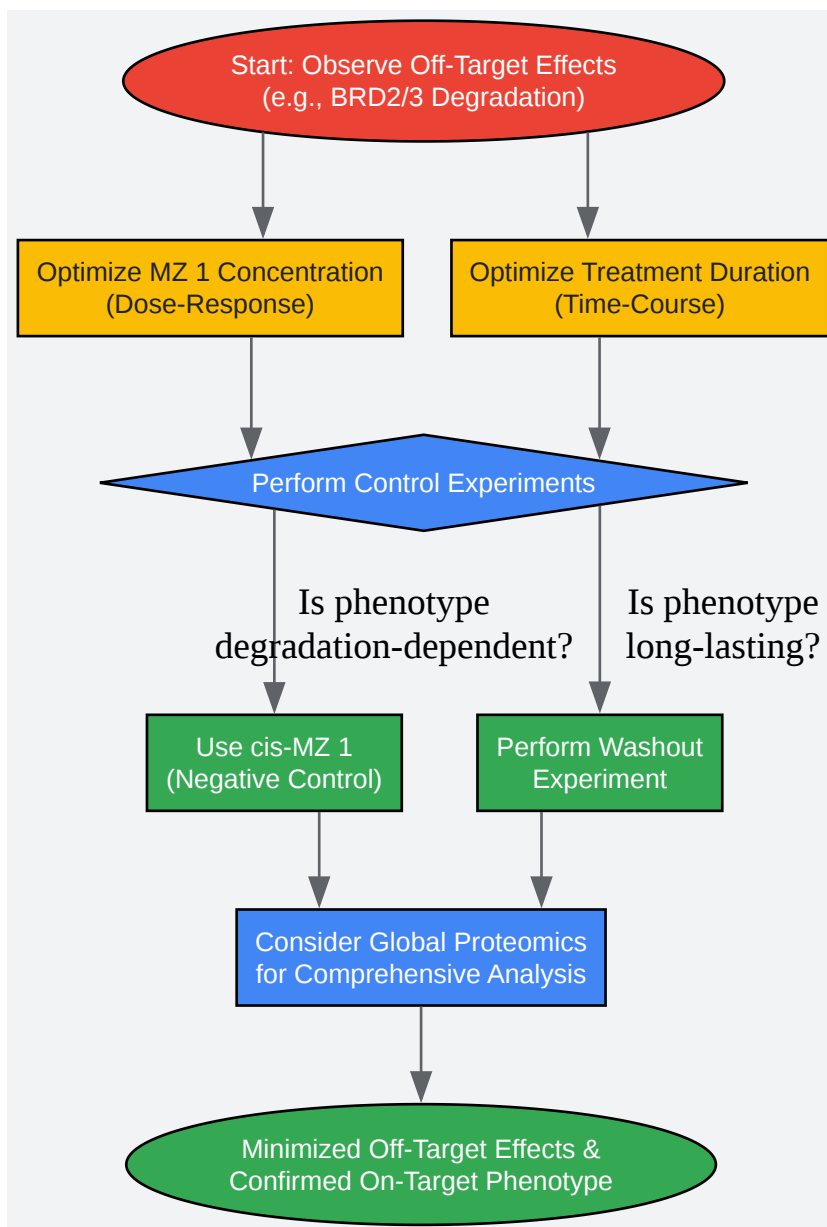 Start: Observe Off-Target Effects
(e.g., BRD2/3 Degradation)
Optimize MZ 1 Concentration
(Dose-Response)
Optimize Treatment Duration
(Time-Course)
Perform Control Experiments
Is phenotype
degradation-dependent?
Is phenotype
long-lasting?
Use cis-MZ 1
(Negative Control)
Perform Washout
Experiment
Consider Global Proteomics
for Comprehensive Analysis
Minimized Off-Target Effects &
Confirmed On-Target Phenotype